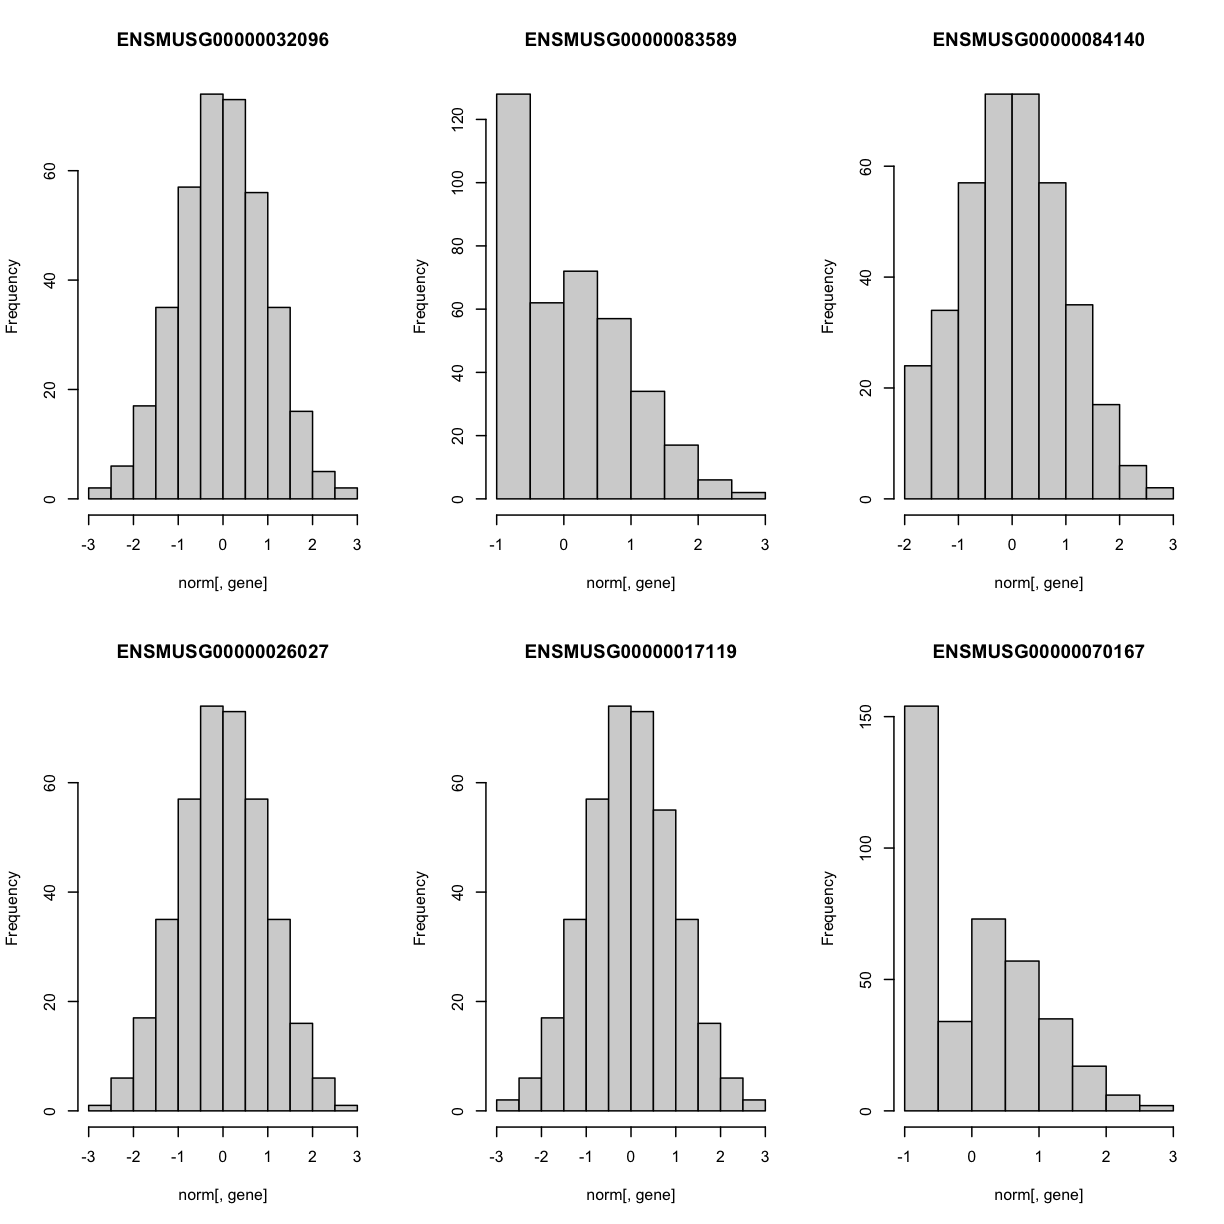 ENSMUSG00000032096
Frequency
0 20 40 60
-3 -2 -1 0 1 2 3
norm[, gene]
ENSMUSG00000083589
Frequency
0 20 40 60 80 100 120
-1 0 1 2 3
norm[, gene]
ENSMUSG00000084140
Frequency
0 20 40 60
-2 -1 0 1 2 3
norm[, gene]
ENSMUSG00000026027
Frequency
0 20 40 60
-3 -2 -1 0 1 2 3
norm[, gene]
ENSMUSG00000017119
Frequency
0 20 40 60
-3 -2 -1 0 1 2 3
norm[, gene]
ENSMUSG00000070167
Frequency
0 50 100 150
-1 0 1 2 3
norm[, gene]